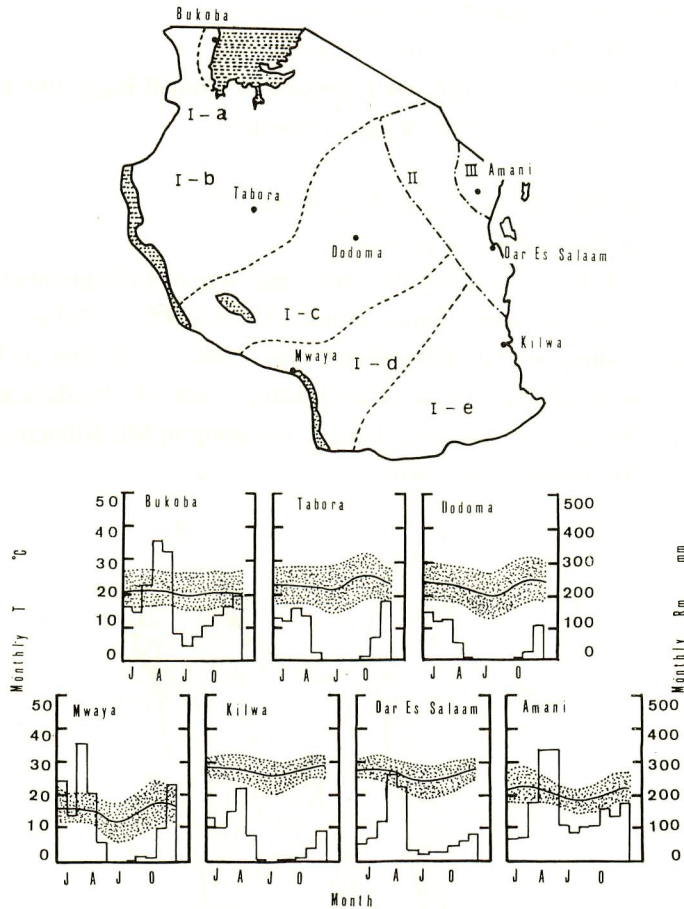 Bukoba
I-a
I-b
Tabora
II
III Amani
Dodoma
Dar Es Salaam
I-c
Kilwa
Mwaya
I-d
I-e
Bukoba Tabora Dodoma
50 500
40 400
30 300
20 200
10 100
0 0
J A J O J A J O J A J O
Monthly T °C
Monthly Rm mm
Mwaya Kilwa Dar Es Salaam Amani
50 500
40 400
30 300
20 200
10 100
0 0
J A J O J A J O J A J O J A J O
Month